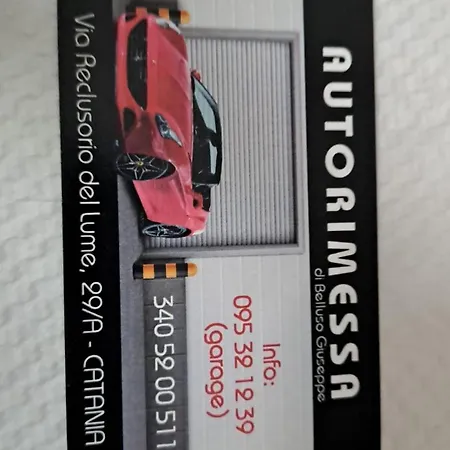 AUTORIMESSA
di Belluso Giuseppe
Info:
095 32 12 39
(garage)
340 52 00 511
Via Reclusorio del Lume, 29/A - CATANIA